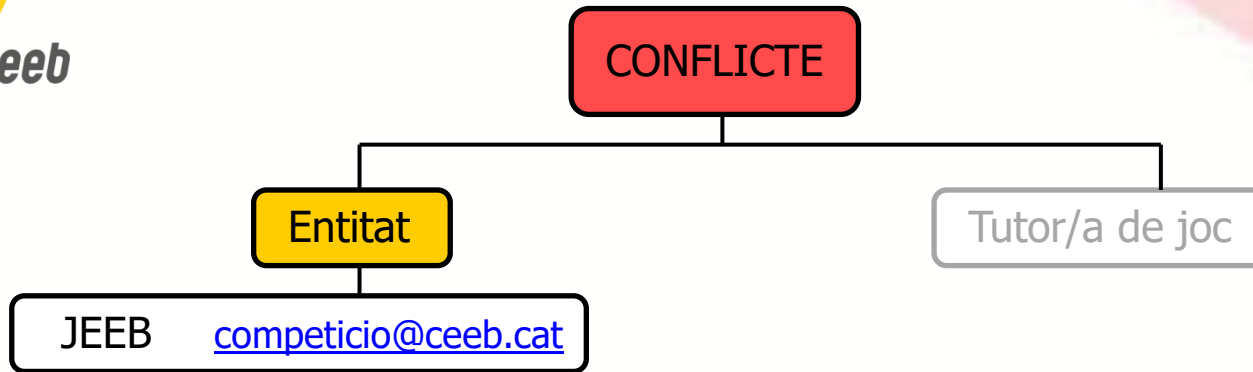 eeb
CONFLICTE
Entitat
Tutor/a de joc
JEEB competicio@ceeb.cat